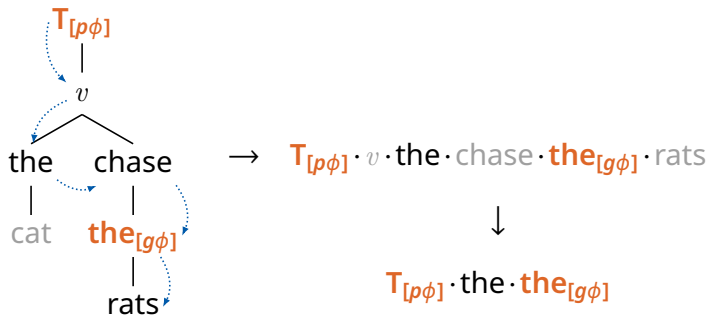 T[pϕ]
v
the chase
cat the[gϕ]
rats
→ T[pϕ] · v · the · chase · the[gϕ] · rats
↓
T[pϕ] · the · the[gϕ]